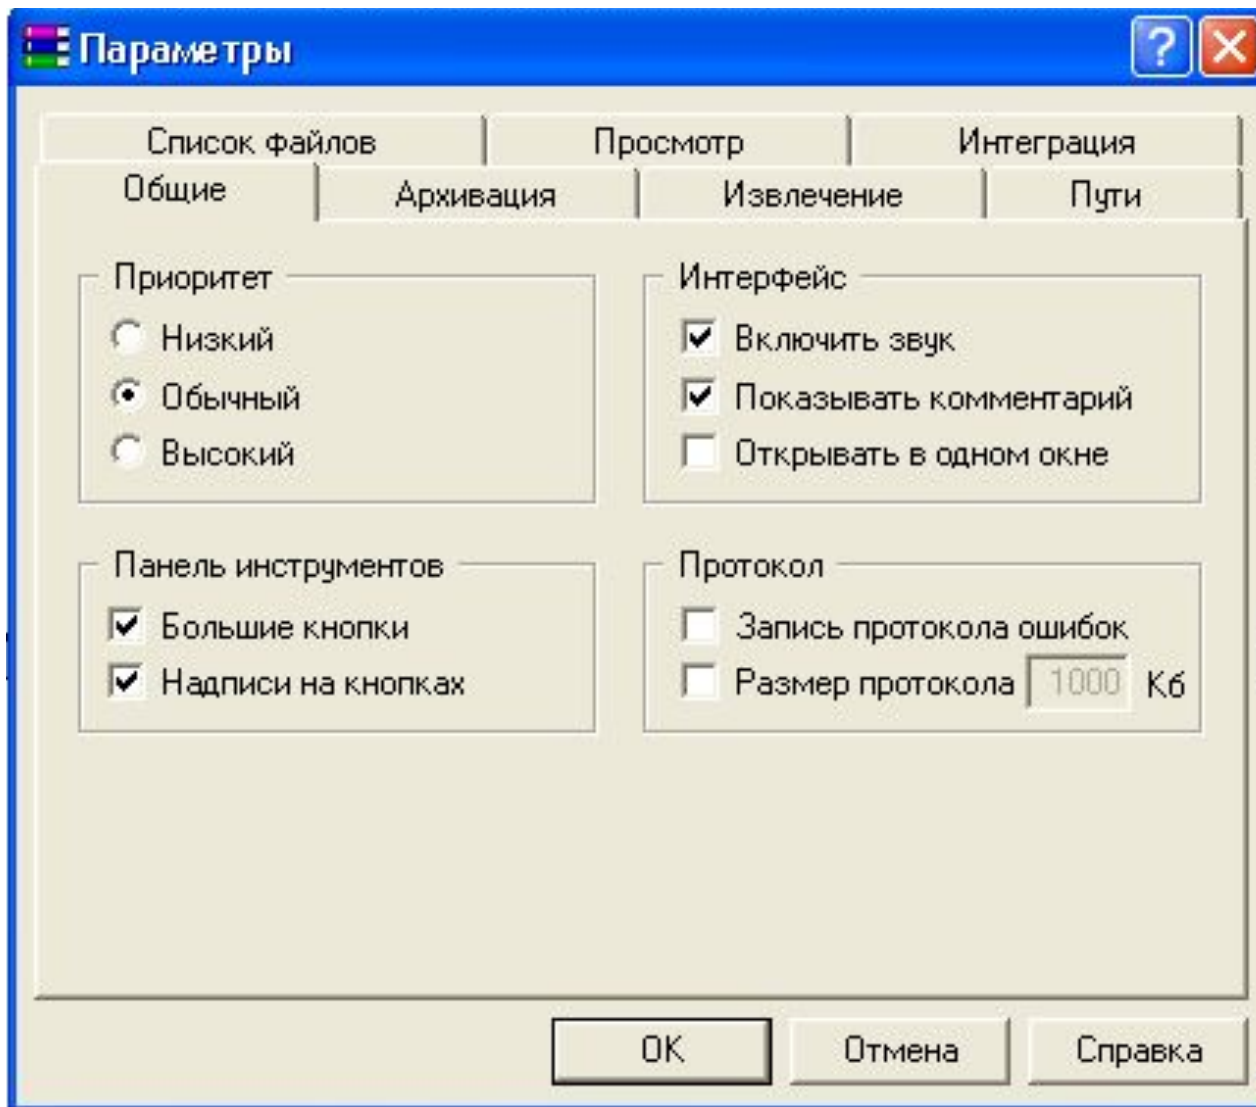 Параметры
Список файлов Просмотр Интеграция
Общие Архивация Извлечение Пути
Приоритет
Низкий
Обычный
Высокий
Интерфейс
Включить звук
Показывать комментарий
Открывать в одном окне
Панель инструментов
Большие кнопки
Надписи на кнопках
Протокол
Запись протокола ошибок
Размер протокола 1000 Кб
OK Отмена Справка